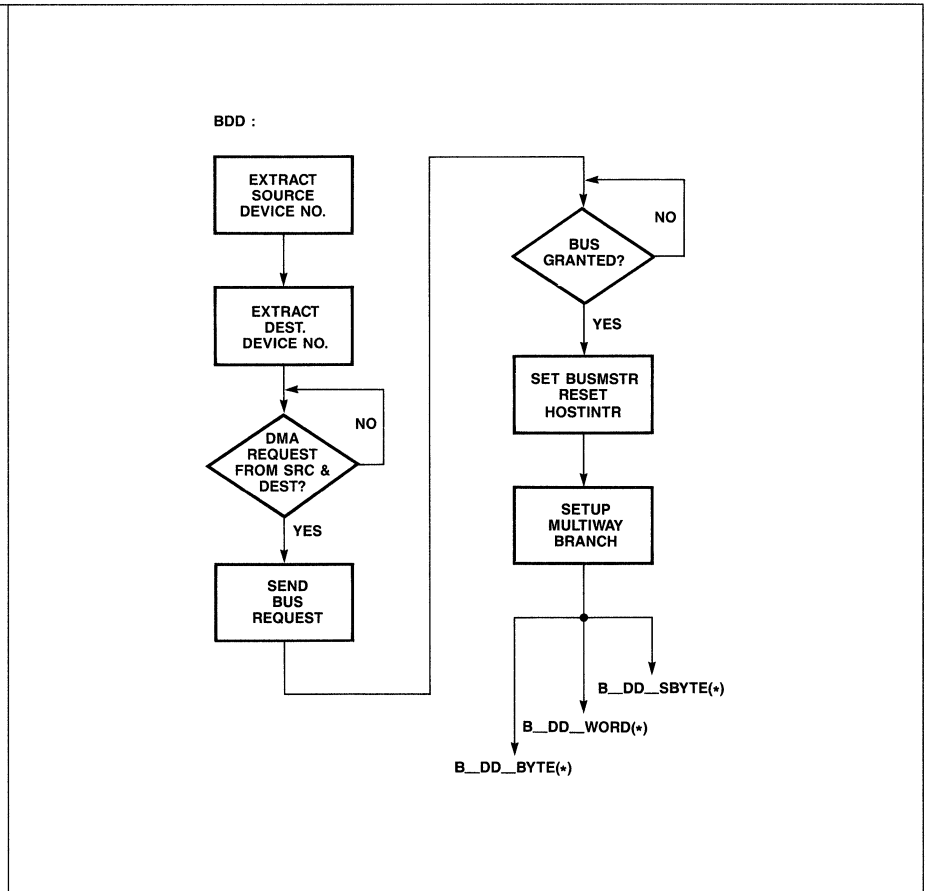 BDD :
EXTRACT
SOURCE
DEVICE NO.
EXTRACT
DEST.
DEVICE NO.
NO
DMA
REQUEST
FROM SRC &
DEST?
YES
SEND
BUS
REQUEST
NO
BUS
GRANTED?
YES
SET BUSMSTR
RESET
HOSTINTR
SETUP
MULTIWAY
BRANCH
B__DD__SBYTE(*)
B__DD__WORD(*)
B__DD__BYTE(*)